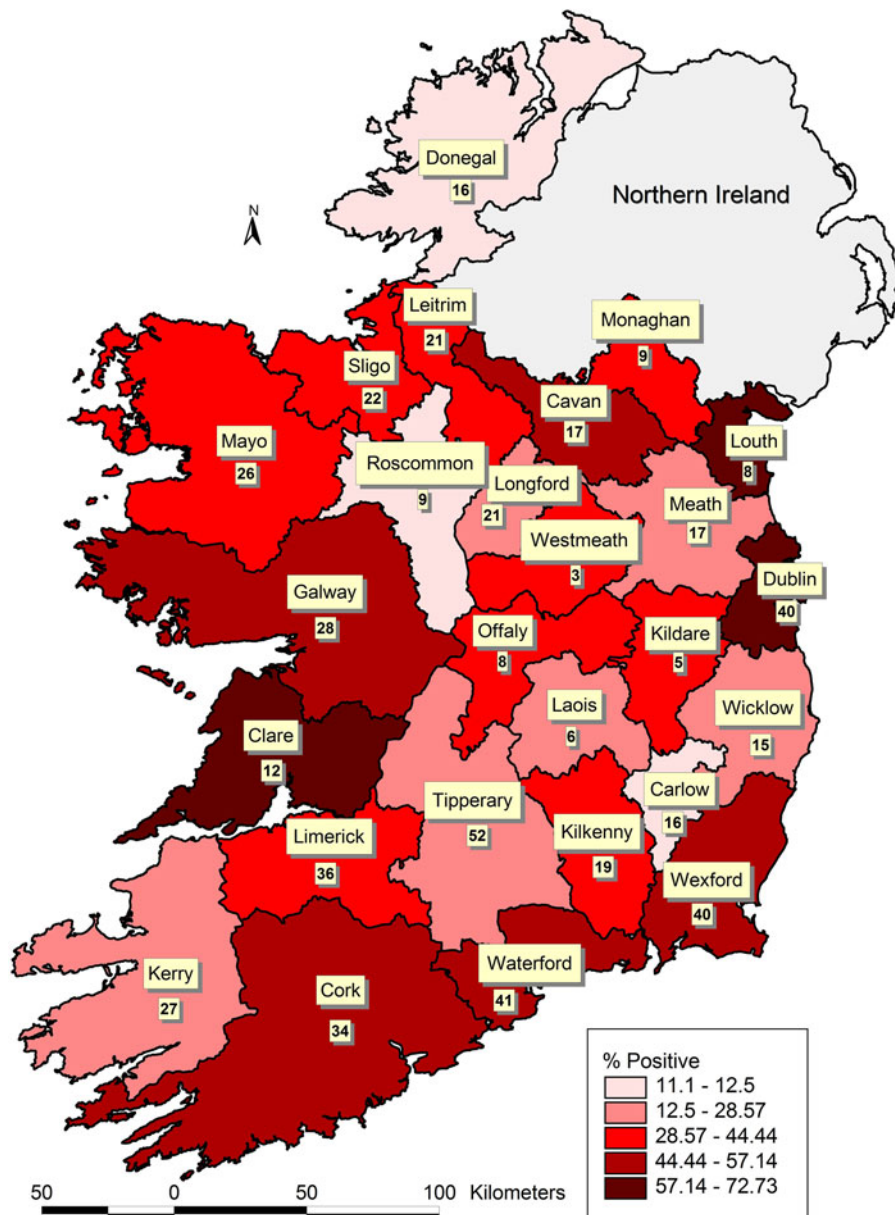 Donegal
16
Northern Ireland
N
Leitrim
21
Monaghan
9
Sligo
22
Cavan
17
Mayo
26
Louth
8
Roscommon
9
Longford
21
Meath
17
Westmeath
3
Dublin
40
Galway
28
Offaly
8
Kildare
5
Laois
6
Wicklow
15
Clare
12
Carlow
16
Tipperary
52
Limerick
36
Kilkenny
19
Wexford
40
Kerry
27
Cork
34
Waterford
41
% Positive
11.1 - 12.5
12.5 - 28.57
28.57 - 44.44
44.44 - 57.14
57.14 - 72.73
50 0 50 100 Kilometers